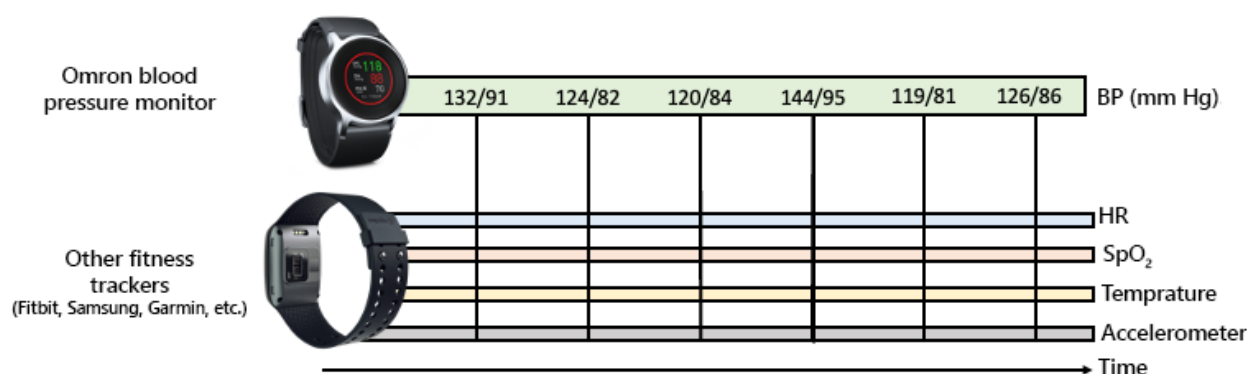 Omron blood
pressure monitor
118
88
70
132/91 124/82 120/84 144/95 119/81 126/86
BP (mm Hg)
HR
SpO₂
Other fitness
trackers
(Fitbit, Samsung, Garmin, etc.)
Temprature
Accelerometer
Time